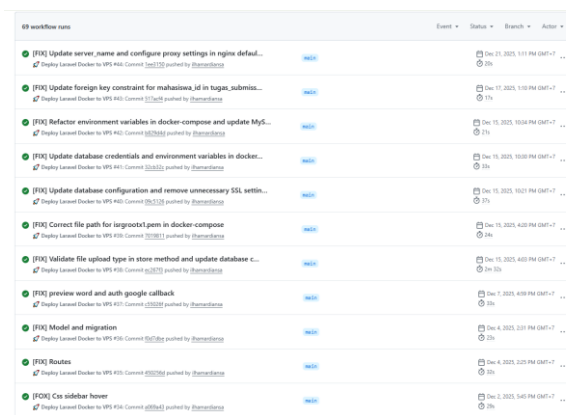 69 workflow runs
Event Status Branch Actor
[FIX] Update server_name and configure proxy settings in nginx defaul...
main
Dec 21, 2025, 1:11 PM GMT+7
Deploy Laravel Docker to VPS #44: Commit pushed by ilhamardiansa
20s
[FIX] Update foreign key constraint for mahasiswa_id in tugas_submiss...
main
Dec 17, 2025, 1:10 PM GMT+7
Deploy Laravel Docker to VPS #43: Commit pushed by ilhamardiansa
17s
[FIX] Refactor environment variables in docker-compose and update MyS...
main
Dec 15, 2025, 10:34 PM GMT+7
Deploy Laravel Docker to VPS #42: Commit pushed by ilhamardiansa
[FIX] Update database credentials and environment variables in docker...
main
Dec 15, 2025, 10:30 PM GMT+7
Deploy Laravel Docker to VPS #41: Commit pushed by ilhamardiansa
[FIX] Update database configuration and remove unnecessary SSL settin...
main
Dec 15, 2025, 10:21 PM GMT+7
Deploy Laravel Docker to VPS #40: Commit pushed by ilhamardiansa
37s
[FIX] Correct file path for isrgrootx1.pem in docker-compose
main
Dec 15, 2025, 4:20 PM GMT+7
Deploy Laravel Docker to VPS #39: Commit pushed by ilhamardiansa
24s
[FIX] Validate file upload type in store method and update database c...
main
Dec 15, 2025, 4:03 PM GMT+7
Deploy Laravel Docker to VPS #38: Commit pushed by ilhamardiansa
2m 32s
[FIX] preview word and auth google callback
main
Dec 7, 2025, 4:59 PM GMT+7
Deploy Laravel Docker to VPS #37: Commit pushed by ilhamardiansa
[FIX] Model and migration
main
Dec 4, 2025, 2:31 PM GMT+7
Deploy Laravel Docker to VPS #36: Commit pushed by ilhamardiansa
23s
[FIX] Routes
main
Dec 4, 2025, 2:25 PM GMT+7
Deploy Laravel Docker to VPS #35: Commit pushed by ilhamardiansa
[FOX] Css sidebar hover
main
Dec 2, 2025, 5:45 PM GMT+7
Deploy Laravel Docker to VPS #34: Commit pushed by ilhamardiansa
28s